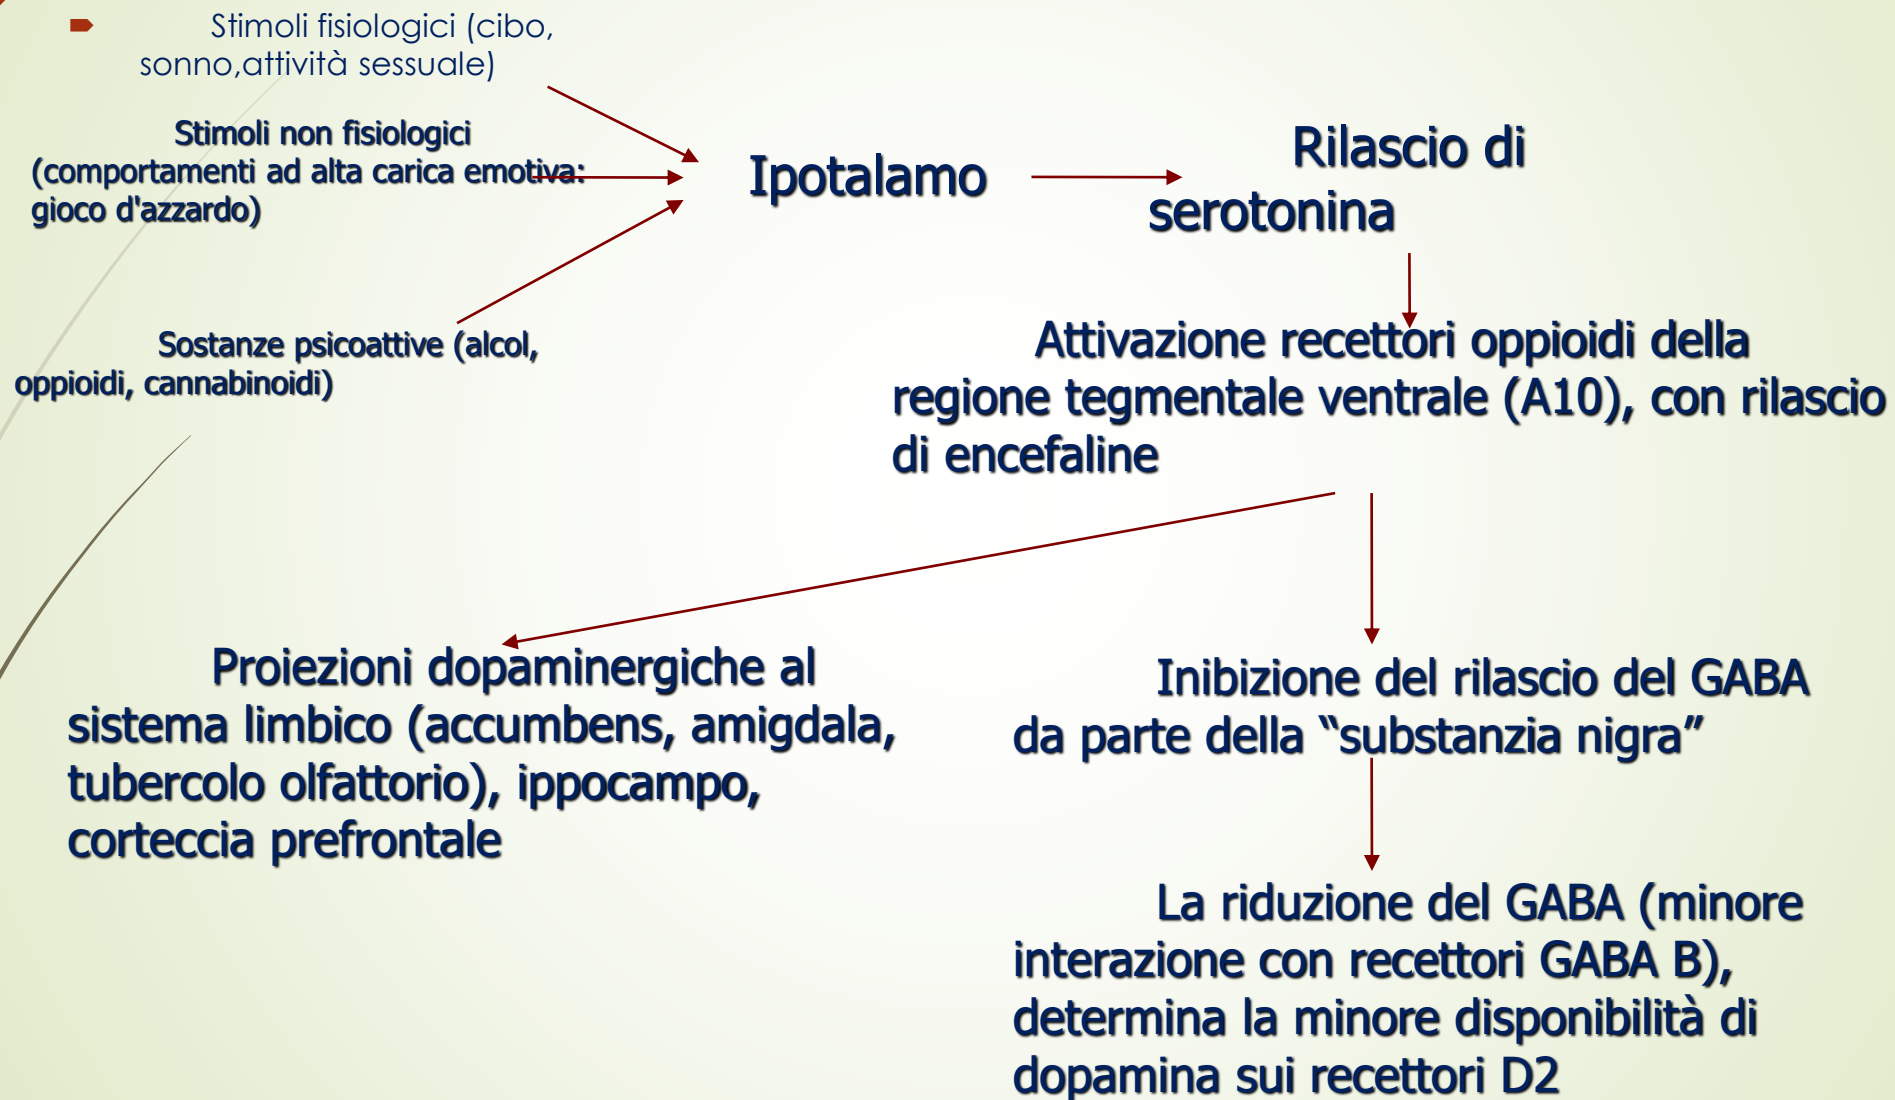 Stimoli fisiologici (cibo,
sonno,attività sessuale)
Stimoli non fisiologici
(comportamenti ad alta carica emotiva:
gioco d'azzardo)
Sostanze psicoattive (alcol,
oppioidi, cannabinoidi)
Ipotalamo
Rilascio di
serotonina
Attivazione recettori oppioidi della
regione tegmentale ventrale (A10), con rilascio
di encefaline
Proiezioni dopaminergiche al
sistema limbico (accumbens, amigdala,
tubercolo olfattorio), ippocampo,
corteccia prefrontale
Inibizione del rilascio del GABA
da parte della “substanzia nigra”
La riduzione del GABA (minore
interazione con recettori GABA B),
determina la minore disponibilità di
dopamina sui recettori D2